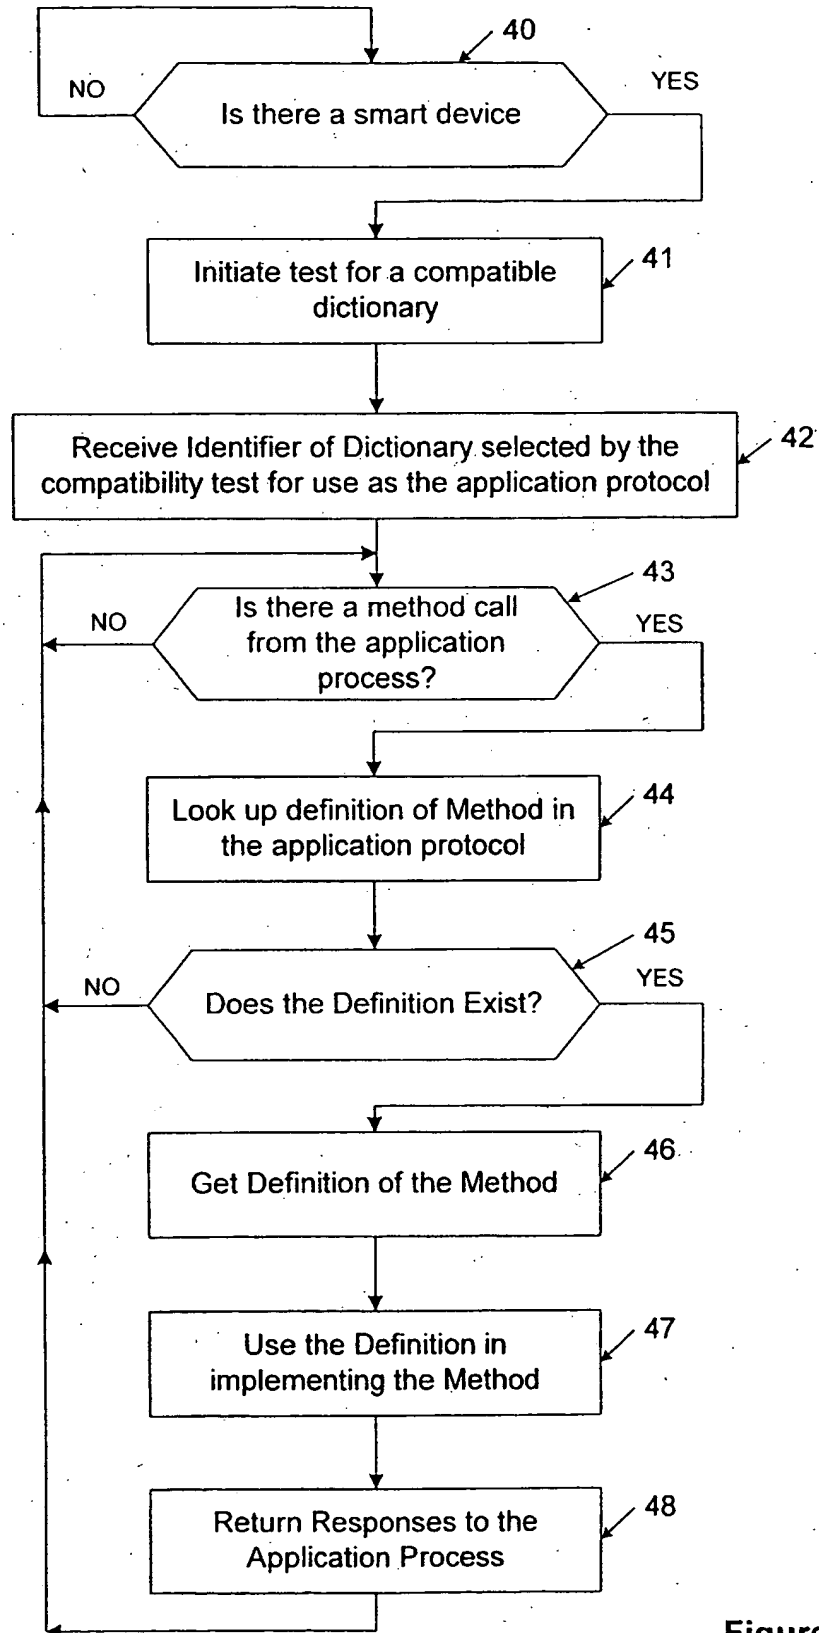 40
NO
YES
Is there a smart device
41
Initiate test for a compatible
dictionary
42
Receive Identifier of Dictionary selected by the
compatibility test for use as the application protocol
43
NO
YES
Is there a method call
from the application
process?
44
Look up definition of Method in
the application protocol
45
NO
YES
Does the Definition Exist?
46
Get Definition of the Method
47
Use the Definition in
implementing the Method
48
Return Responses to the
Application Process
Figure